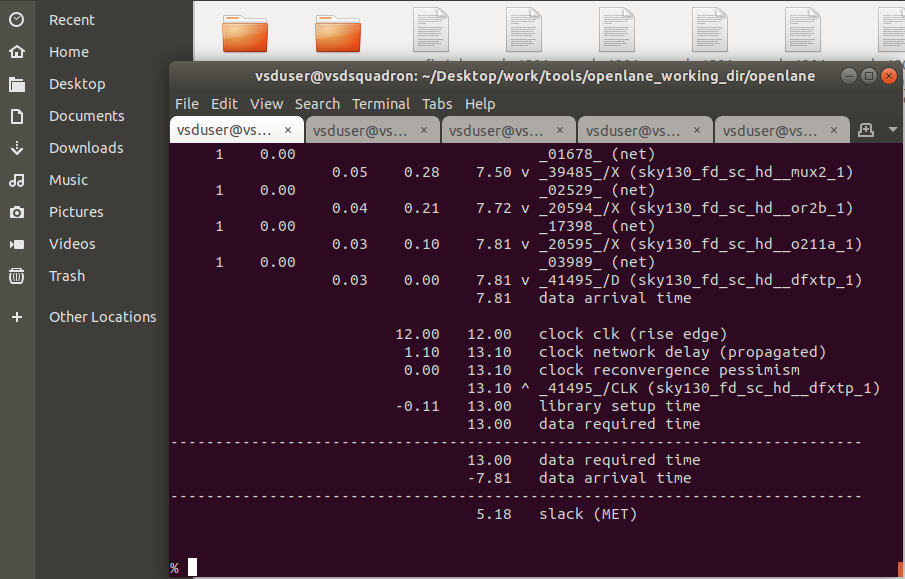 Recent
Home
Desktop
Documents
Downloads
Music
Pictures
Videos
Trash
Other Locations
vsduser@vsdsquadron: ~/Desktop/work/tools/openlane_working_dir/openlane
File Edit View Search Terminal Tabs Help
vsduser@vs... × vsduser@vs... × vsduser@vs... × vsduser@vs... × vsduser@vs... ×
1 0.00 _01678_ (net)
0.05 0.28 7.50 v _39485_/X (sky130_fd_sc_hd__mux2_1)
1 0.00 _02529_ (net)
0.04 0.21 7.72 v _20594_/X (sky130_fd_sc_hd__or2b_1)
1 0.00 _17398_ (net)
0.03 0.10 7.81 v _20595_/X (sky130_fd_sc_hd__o211a_1)
1 0.00 _03989_ (net)
0.03 0.00 7.81 v _41495_/D (sky130_fd_sc_hd__dfxtp_1)
7.81 data arrival time
12.00 12.00 clock clk (rise edge)
1.10 13.10 clock network delay (propagated)
0.00 13.10 clock reconvergence pessimism
13.10 ^ _41495_/CLK (sky130_fd_sc_hd__dfxtp_1)
-0.11 13.00 library setup time
13.00 data required time
-----------------------------------------------------------------------------
13.00 data required time
-7.81 data arrival time
-----------------------------------------------------------------------------
5.18 slack (MET)
%